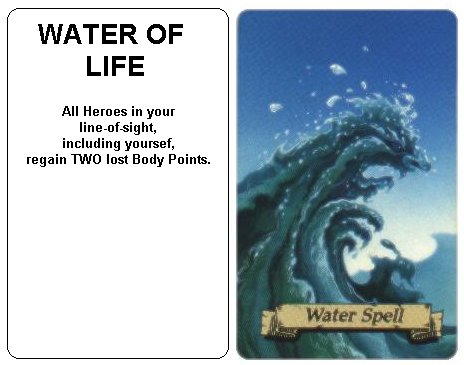 WATER OF
LIFE
All Heroes in your
line-of-sight,
including yoursef,
regain TWO lost Body Points.
Water Spell